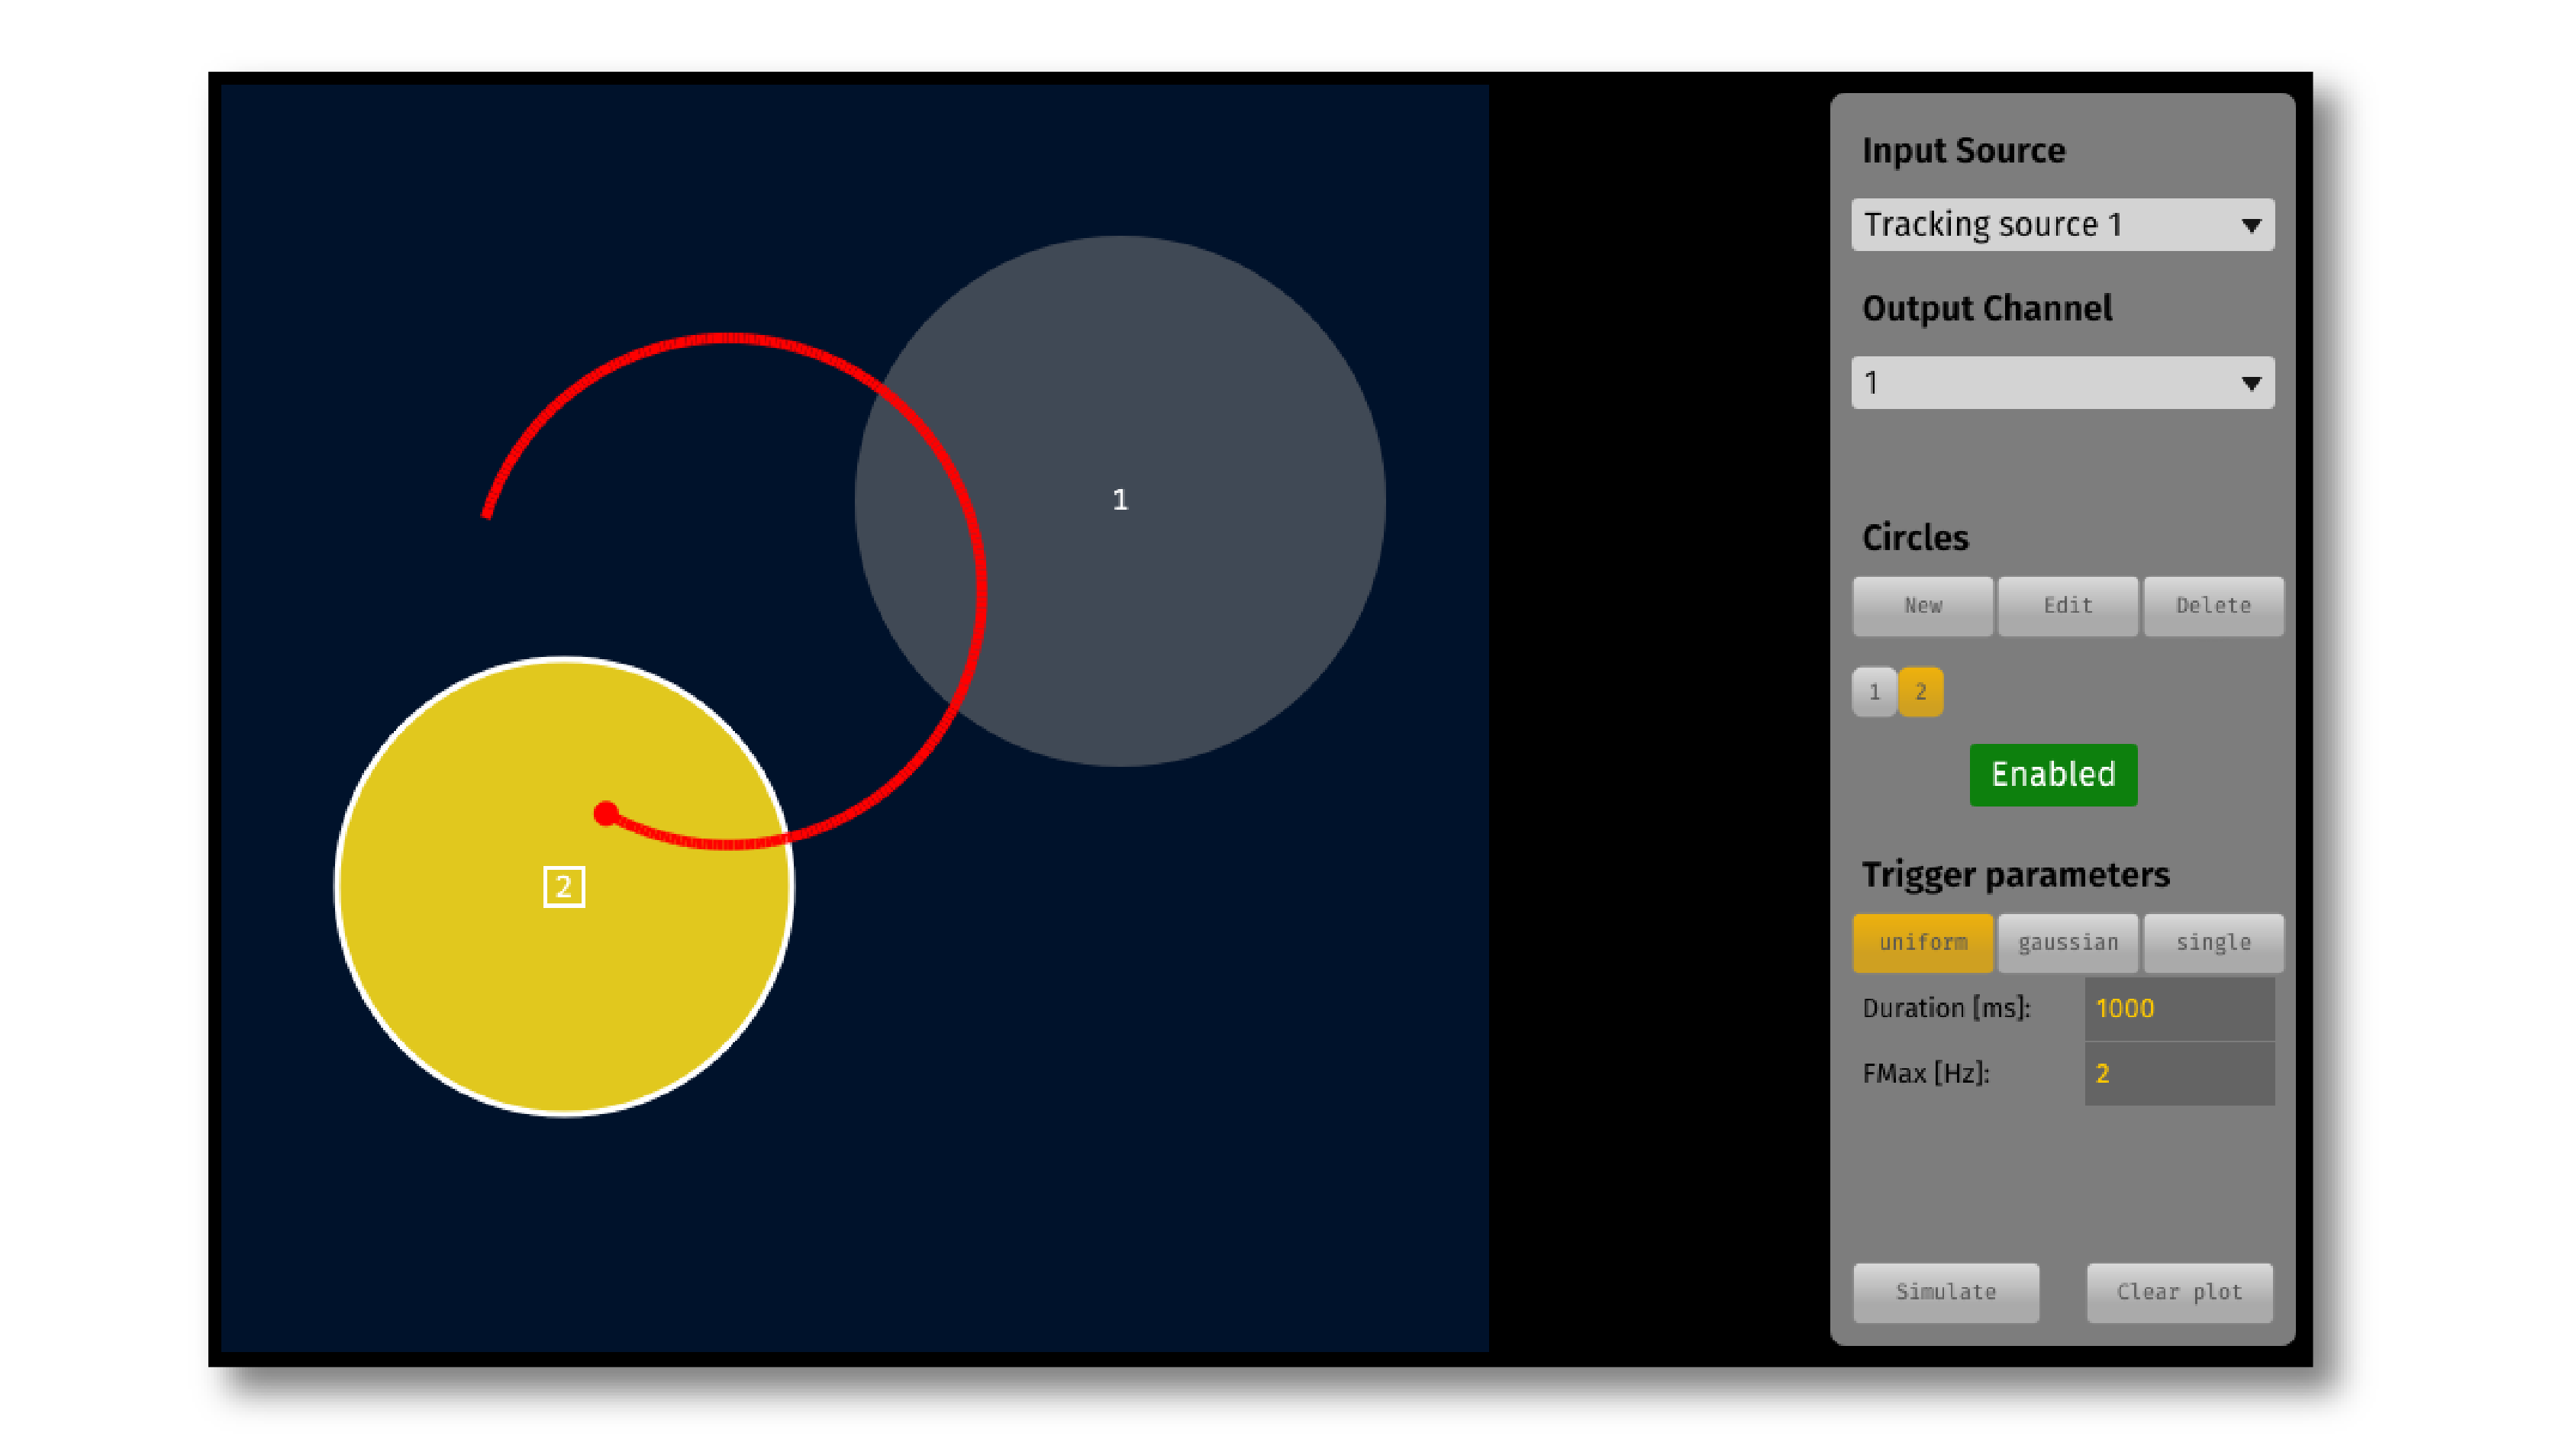 1
2
Input Source
Tracking source 1
Output Channel
1
Circles
New Edit Delete
1 2
Enabled
Trigger parameters
uniform gaussian single
Duration [ms]: 1000
FMax [Hz]: 2
Simulate Clear plot